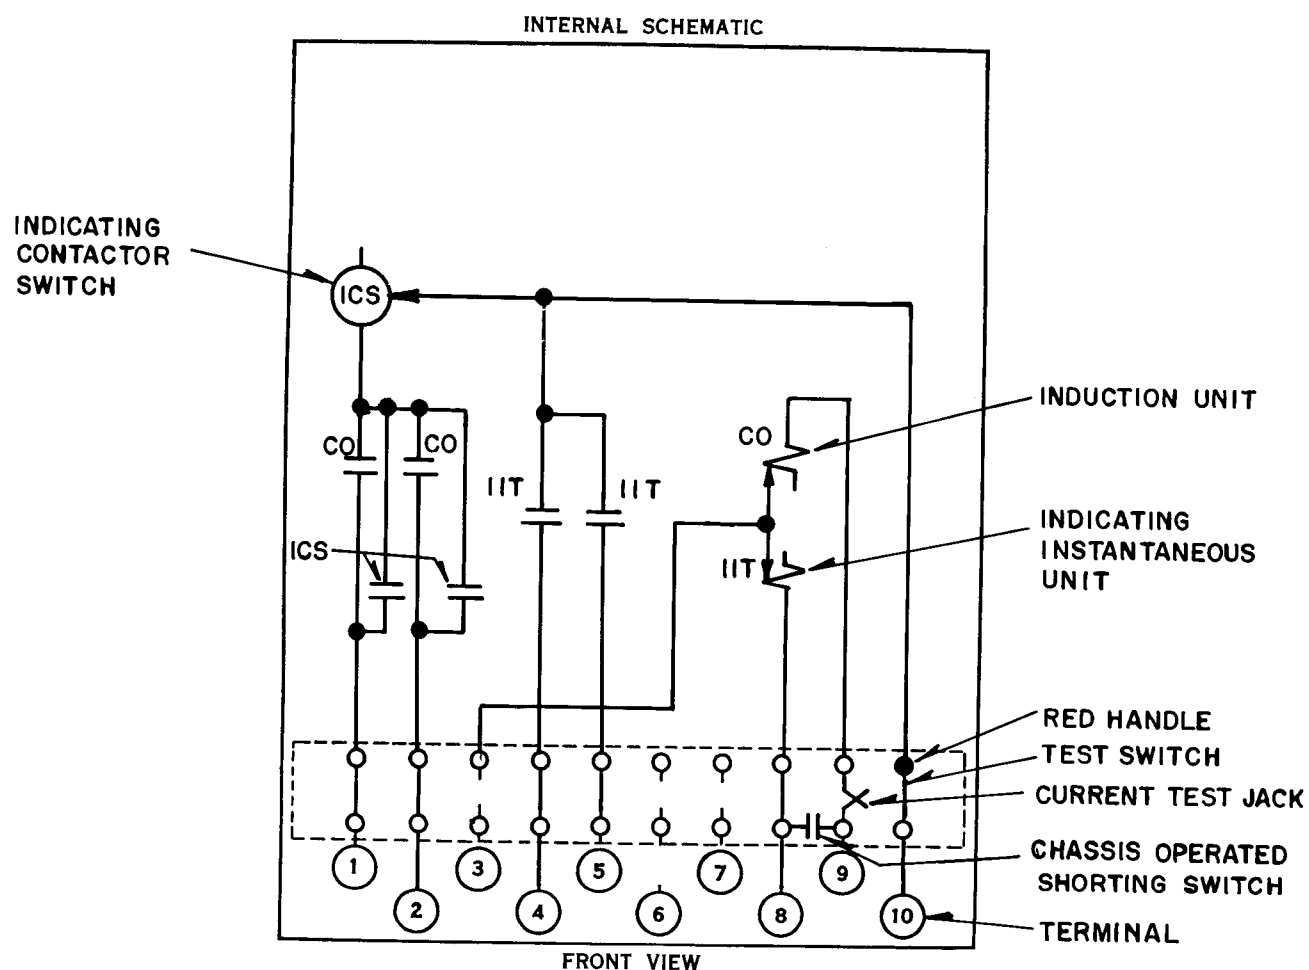 INTERNAL SCHEMATIC
INDICATING
CONTACTOR
SWITCH
ICS
CO
CO
IIT
IIT
ICS
CO
IIT
INDUCTION UNIT
INDICATING
INSTANTANEOUS
UNIT
RED HANDLE
TEST SWITCH
CURRENT TEST JACK
CHASSIS OPERATED
SHORTING SWITCH
TERMINAL
1
2
3
4
5
6
7
8
9
10
FRONT VIEW